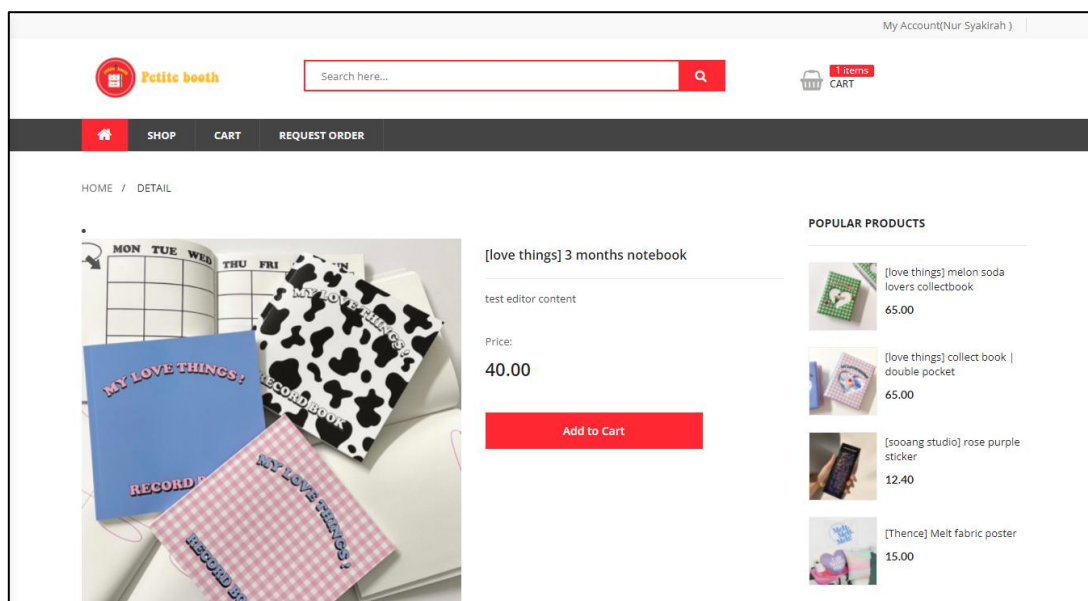 My Account(Nur Syakirah )
Petite booth
Search here...
1 items
CART
SHOP
CART
REQUEST ORDER
HOME / DETAIL
MON TUE WED THU FRI
MY LOVE THINGS!
RECORD BOOK
MY LOVE THINGS!
RECORD
MY LOVE THINGS!
RECORD BOOK
[love things] 3 months notebook
test editor content
Price:
40.00
Add to Cart
POPULAR PRODUCTS
[love things] melon soda
lovers collectbook
65.00
[love things] collect book |
double pocket
65.00
[sooang studio] rose purple
sticker
12.40
[Thence] Melt fabric poster
15.00